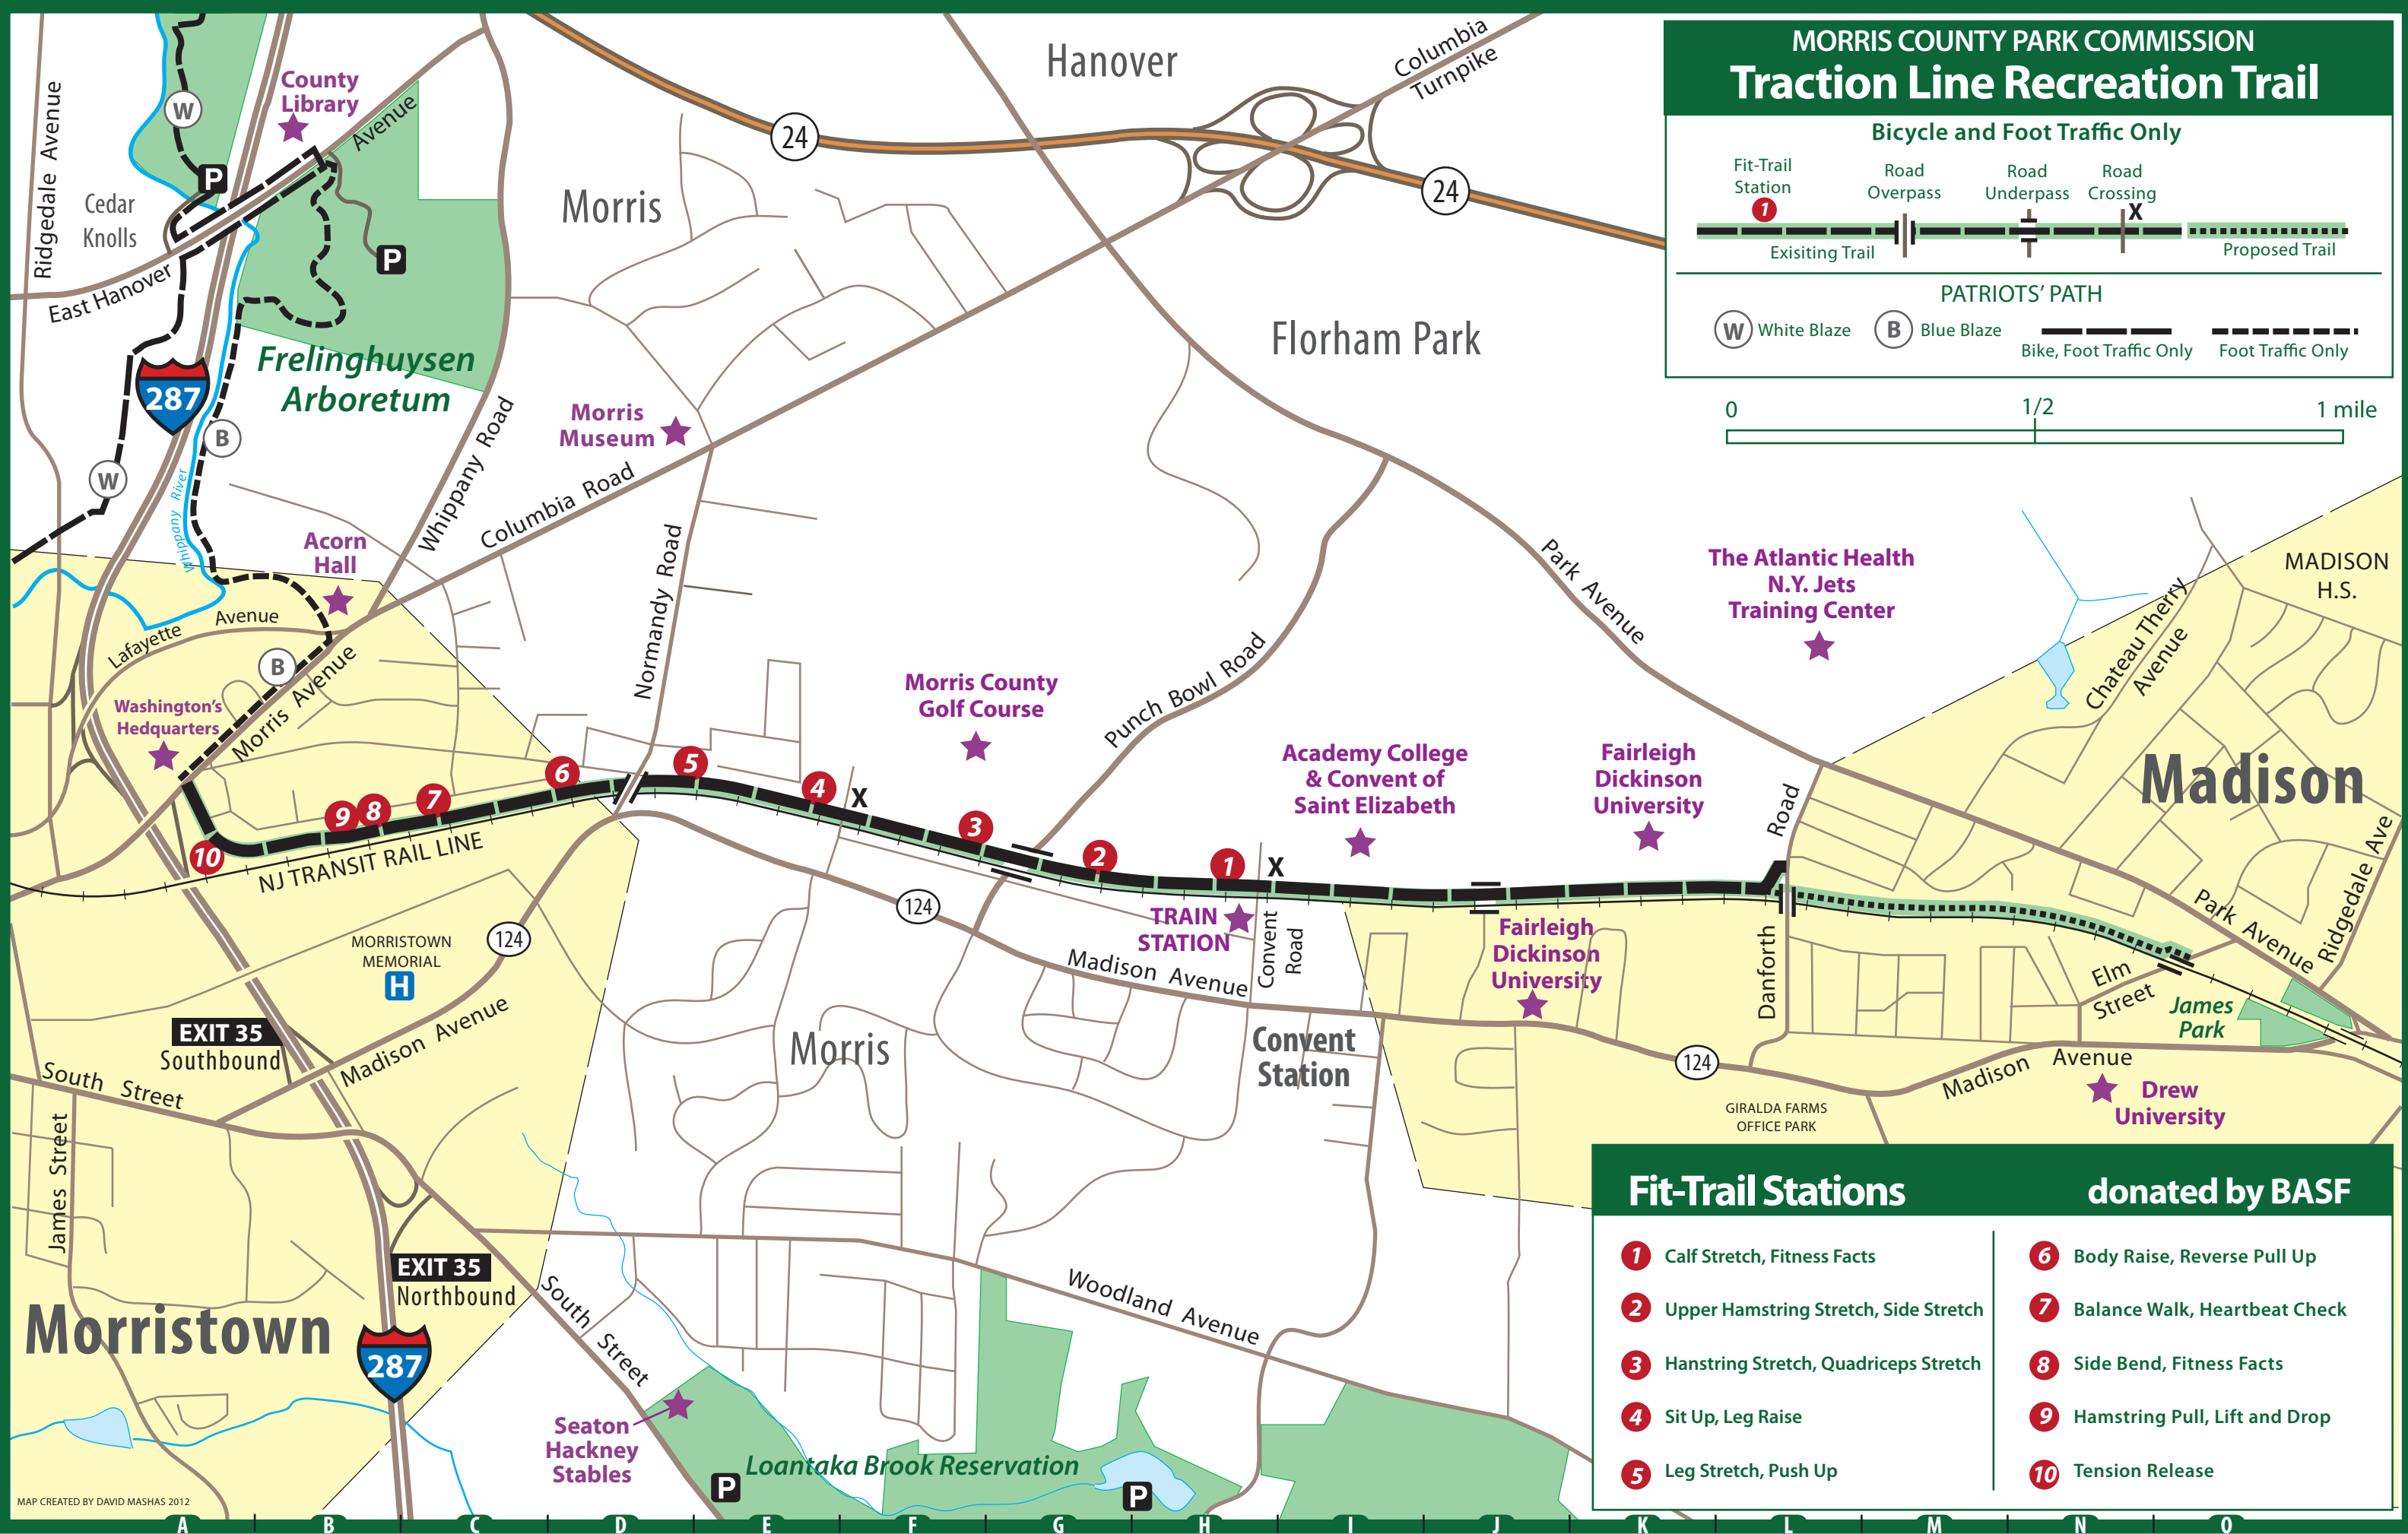 MORRIS COUNTY PARK COMMISSION
Traction Line Recreation Trail
Bicycle and Foot Traffic Only
Fit-Trail
Station
1
Road
Overpass
Road
Underpass
Road
Crossing
X
Exisiting Trail
Proposed Trail
PATRIOTS' PATH
W White Blaze
B Blue Blaze
Bike, Foot Traffic Only
Foot Traffic Only
0
1/2
1 mile
Hanover
Columbia
Turnpike
24
24
County
Library
Avenue
W
P
Ridgedale Avenue
Cedar
Knolls
Morris
P
East Hanover
Florham Park
Frelinghuysen
Arboretum
287
B
W
Morris
Museum
Whippany Road
Columbia Road
Whippany River
Acorn
Hall
Normandy Road
Park Avenue
The Atlantic Health
N.Y. Jets
Training Center
MADISON
H.S.
Chateau Therry
Avenue
Lafayette
Avenue
B
Morris Avenue
Washington's
Hedquarters
Morris County
Golf Course
Punch Bowl Road
Academy College
& Convent of
Saint Elizabeth
Fairleigh
Dickinson
University
Madison
Road
Danforth
10
9
8
7
6
5
4
X
3
2
1
X
NJ TRANSIT RAIL LINE
124
124
TRAIN
STATION
Convent
Road
Fairleigh
Dickinson
University
Park Avenue
Ridgedale Ave
Elm
Street
James
Park
MORRISTOWN
MEMORIAL
H
Madison Avenue
Madison Avenue
EXIT 35
Southbound
Morris
Convent
Station
124
Madison
Avenue
Drew
University
GIRALDA FARMS
OFFICE PARK
South Street
James Street
EXIT 35
Northbound
Morristown
287
South Street
Woodland Avenue
Seaton
Hackney
Stables
P
Loantaka Brook Reservation
P
Fit-Trail Stations
donated by BASF
1 Calf Stretch, Fitness Facts
2 Upper Hamstring Stretch, Side Stretch
3 Hanstring Stretch, Quadriceps Stretch
4 Sit Up, Leg Raise
5 Leg Stretch, Push Up
6 Body Raise, Reverse Pull Up
7 Balance Walk, Heartbeat Check
8 Side Bend, Fitness Facts
9 Hamstring Pull, Lift and Drop
10 Tension Release
MAP CREATED BY DAVID MASHAS 2012
A B C D E F G H I J K L M N O